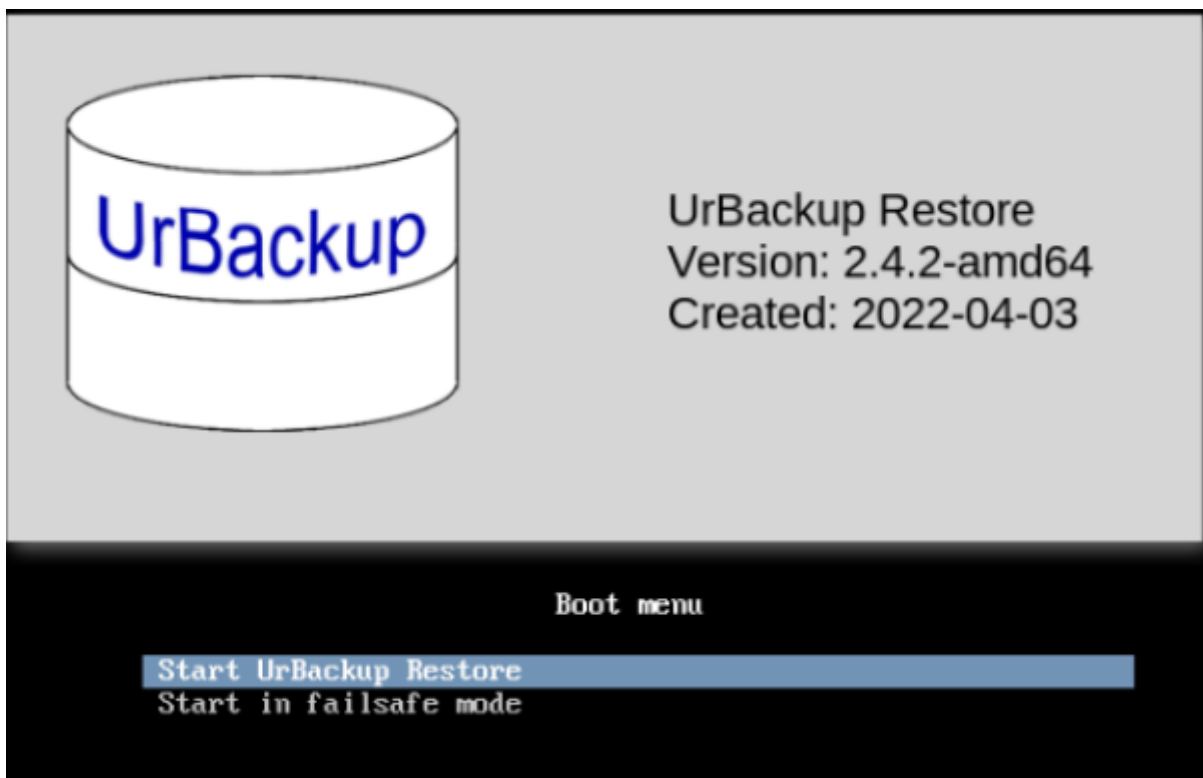 UrBackup
UrBackup Restore
Version: 2.4.2-amd64
Created: 2022-04-03
Boot menu
Start UrBackup Restore
Start in failsafe mode